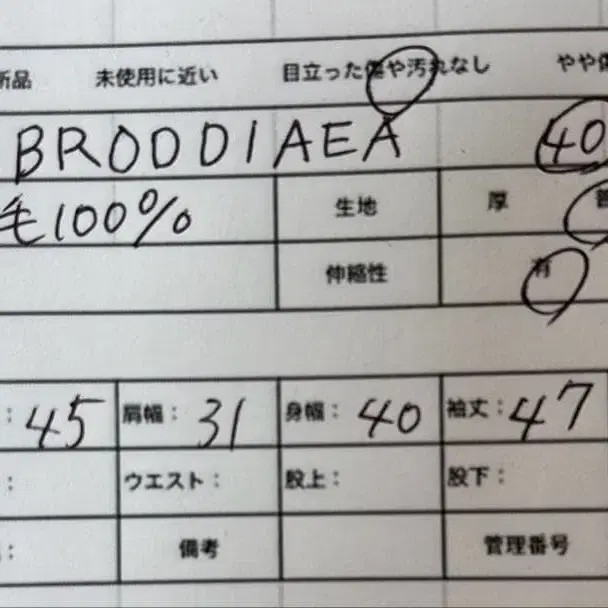 新品 未使用に近い 目立った傷や汚れなし やや傷
BRODDIAEA 40
毛100% 生地 厚
伸縮性 有
: 45 肩幅: 31 身幅: 40 袖丈: 47
: ウエスト: 股上: 股下:
: 備考 管理番号